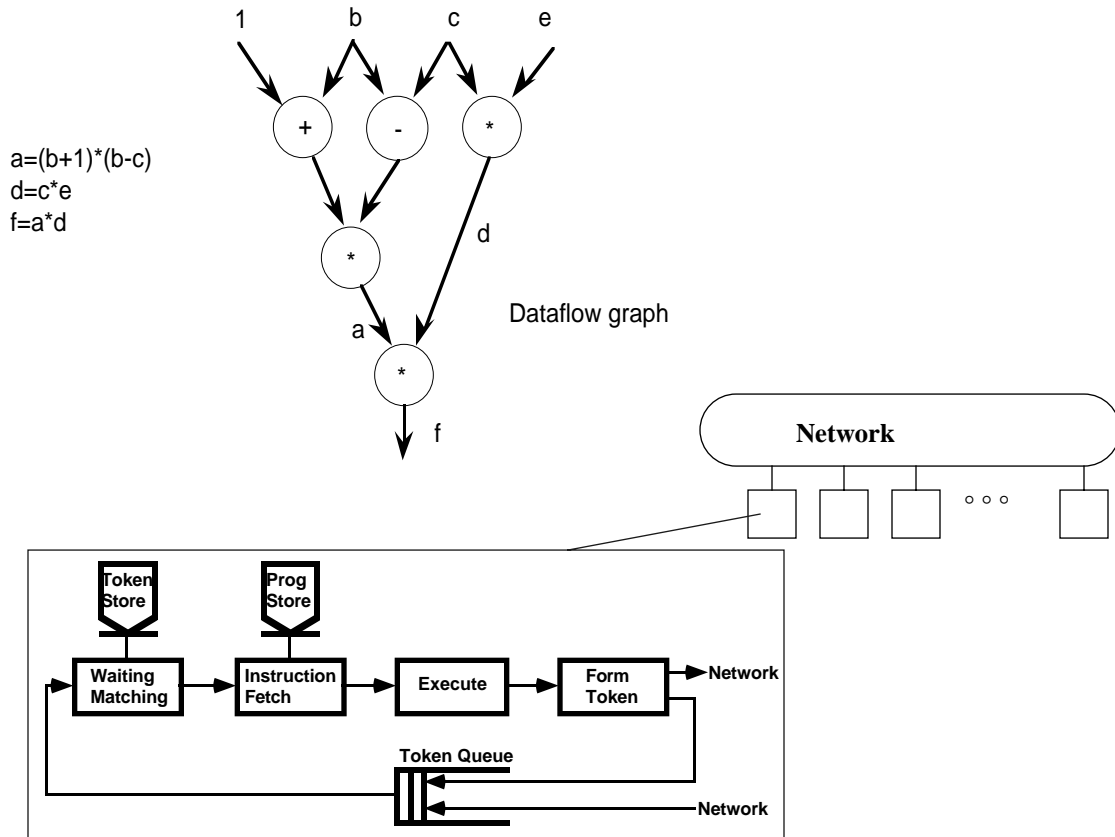 1 b c e
+ - *
a=(b+1)*(b-c)
d=c*e
f=a*d
*
d
Dataflow graph
a
*
f
Network
Token
Store
Prog
Store
Waiting
Matching
Instruction
Fetch
Execute
Form
Token
Network
Token Queue
Network